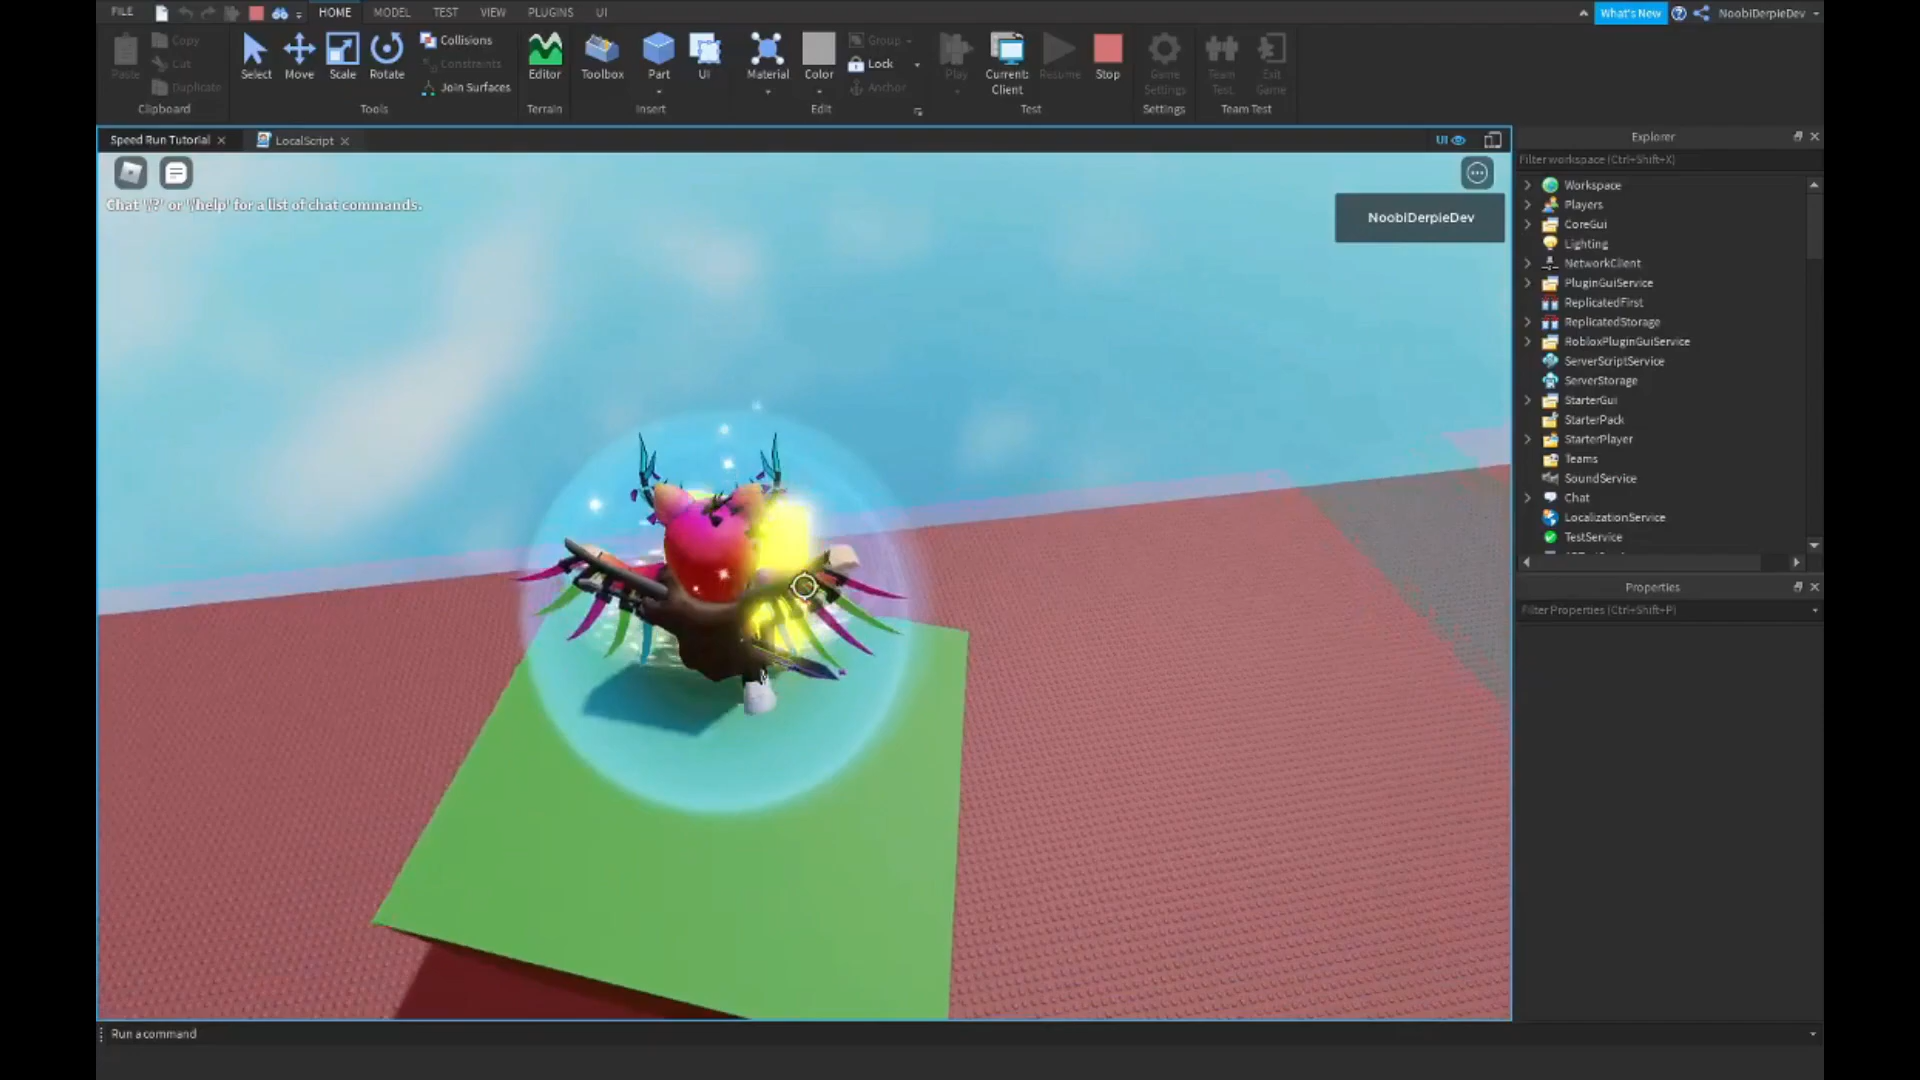 FILE HOME MODEL TEST VIEW PLUGINS UI
What's New NoobiDerpieDev
Paste Copy Cut Duplicate
Clipboard
Select Move Scale Rotate
Collisions
Constraints
Join Surfaces
Tools
Editor
Terrain
Toolbox Part UI
Insert
Material Color
Group
Lock
Anchor
Edit
Play Current: Client Resume Stop
Test
Game Settings
Settings
Team Test Exit Game
Team Test
Speed Run Tutorial
LocalScript
UI
Chat '/?' or '/help' for a list of chat commands.
NoobiDerpieDev
Explorer
Filter workspace (Ctrl+Shift+X)
Workspace
Players
CoreGui
Lighting
NetworkClient
PluginGuiService
ReplicatedFirst
ReplicatedStorage
RobloxPluginGuiService
ServerScriptService
ServerStorage
StarterGui
StarterPack
StarterPlayer
Teams
SoundService
Chat
LocalizationService
TestService
Properties
Filter Properties (Ctrl+Shift+P)
Run a command